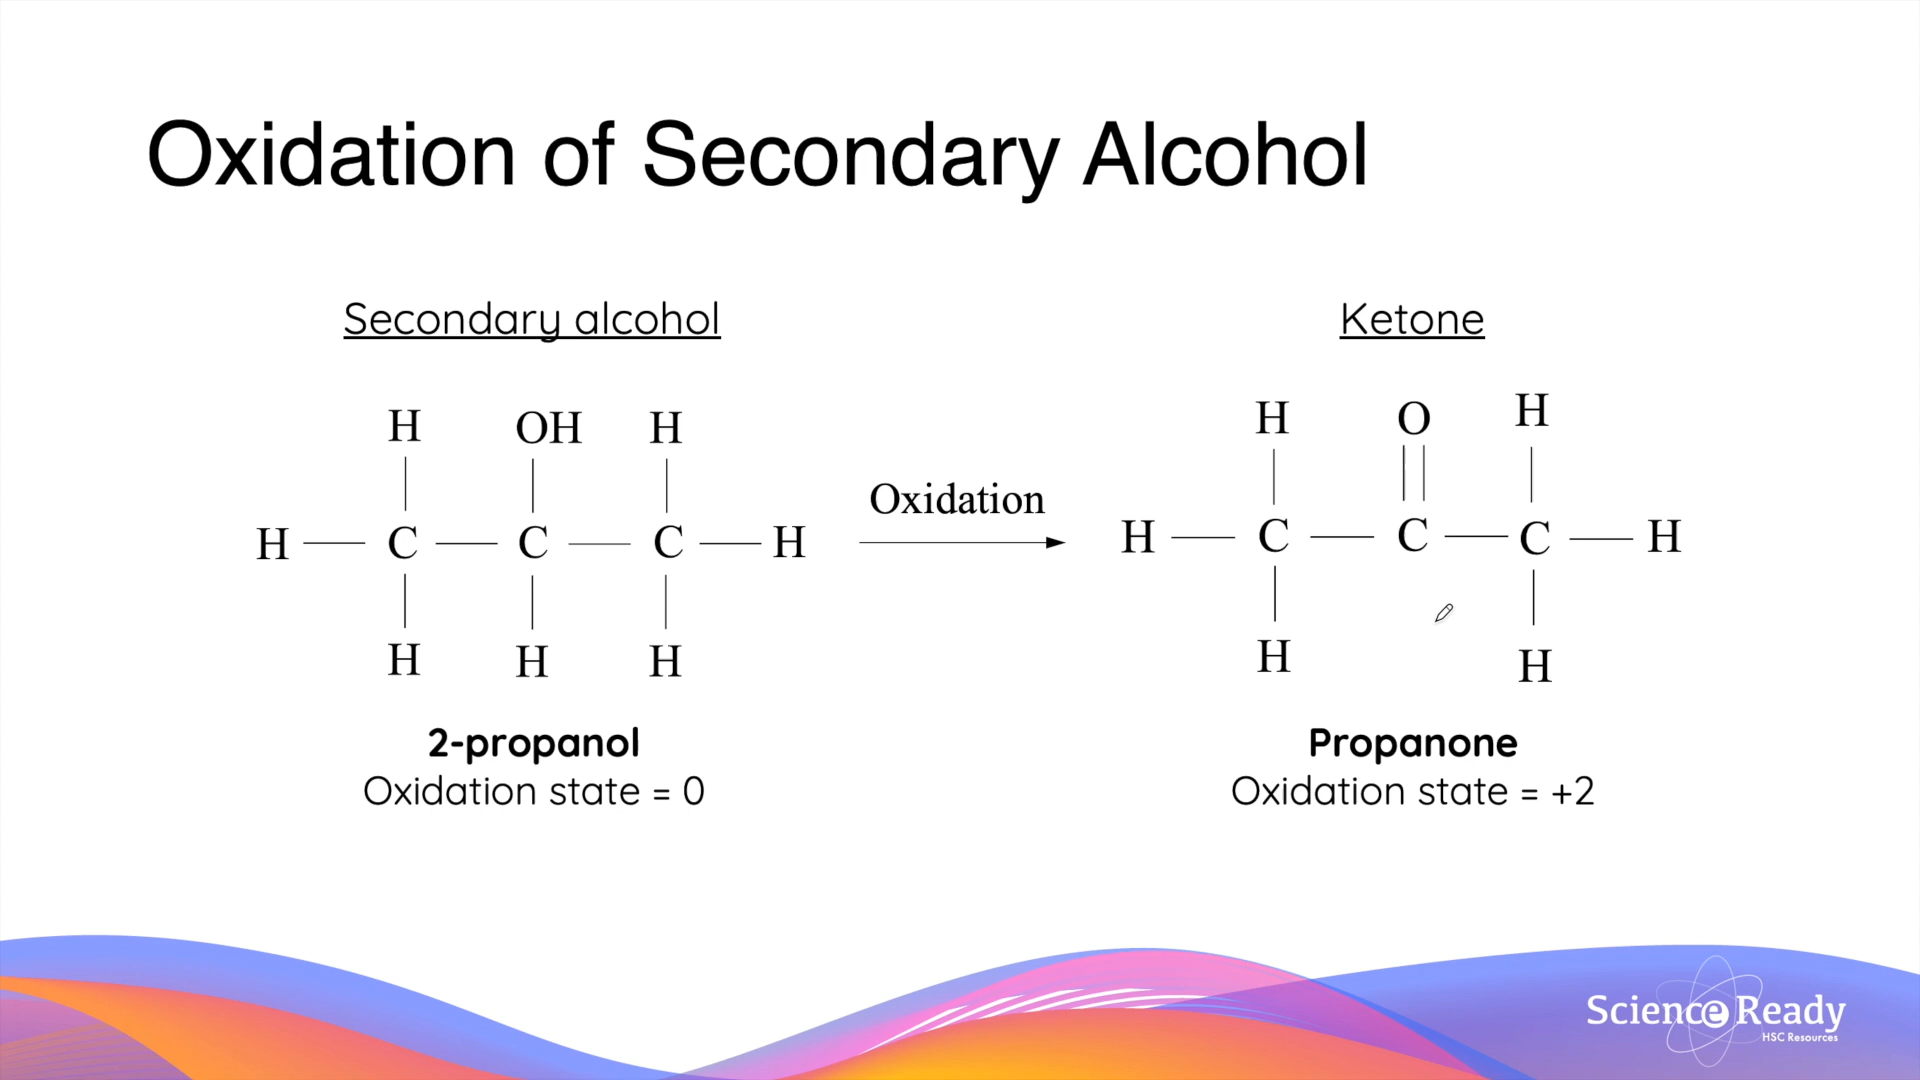 Oxidation of Secondary Alcohol
Secondary alcohol
Ketone
H OH H
H C C C H
H H H
Oxidation
H O H
H C C C H
H H
2-propanol
Oxidation state = 0
Propanone
Oxidation state = +2
Science Ready
HSC Resources